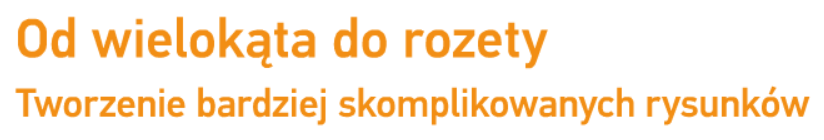 Od wielokąta do rozety
Tworzenie bardziej skomplikowanych rysunków